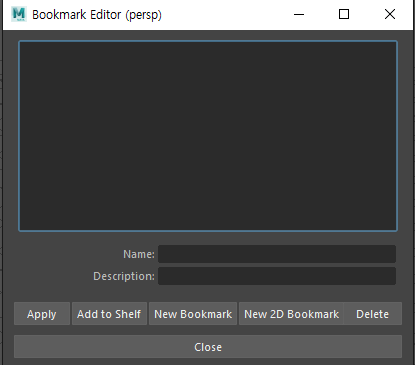 Bookmark Editor (persp)
Name:
Description:
Apply Add to Shelf New Bookmark New 2D Bookmark Delete
Close